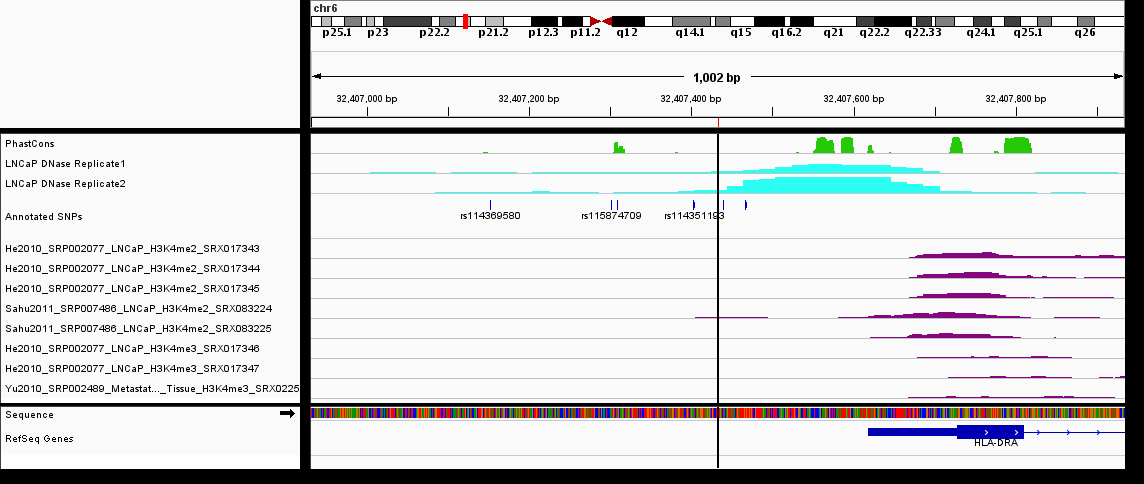 chr6
p25.1 p23 p22.2 p21.2 p12.3 p11.2 q12 q14.1 q15 q16.2 q21 q22.2 q22.33 q24.1 q25.1 q26
1,002 bp
32,407,000 bp 32,407,200 bp 32,407,400 bp 32,407,600 bp 32,407,800 bp
PhastCons
LNCaP DNase Replicate1
LNCaP DNase Replicate2
Annotated SNPs
rs114369580 rs115874709 rs114351193
He2010_SRP002077_LNCaP_H3K4me2_SRX017343
He2010_SRP002077_LNCaP_H3K4me2_SRX017344
He2010_SRP002077_LNCaP_H3K4me2_SRX017345
Sahu2011_SRP007486_LNCaP_H3K4me2_SRX083224
Sahu2011_SRP007486_LNCaP_H3K4me2_SRX083225
He2010_SRP002077_LNCaP_H3K4me3_SRX017346
He2010_SRP002077_LNCaP_H3K4me3_SRX017347
Yu2010_SRP002489_Metastat..._Tissue_H3K4me3_SRX0225
Sequence
RefSeq Genes
HLA-DRA